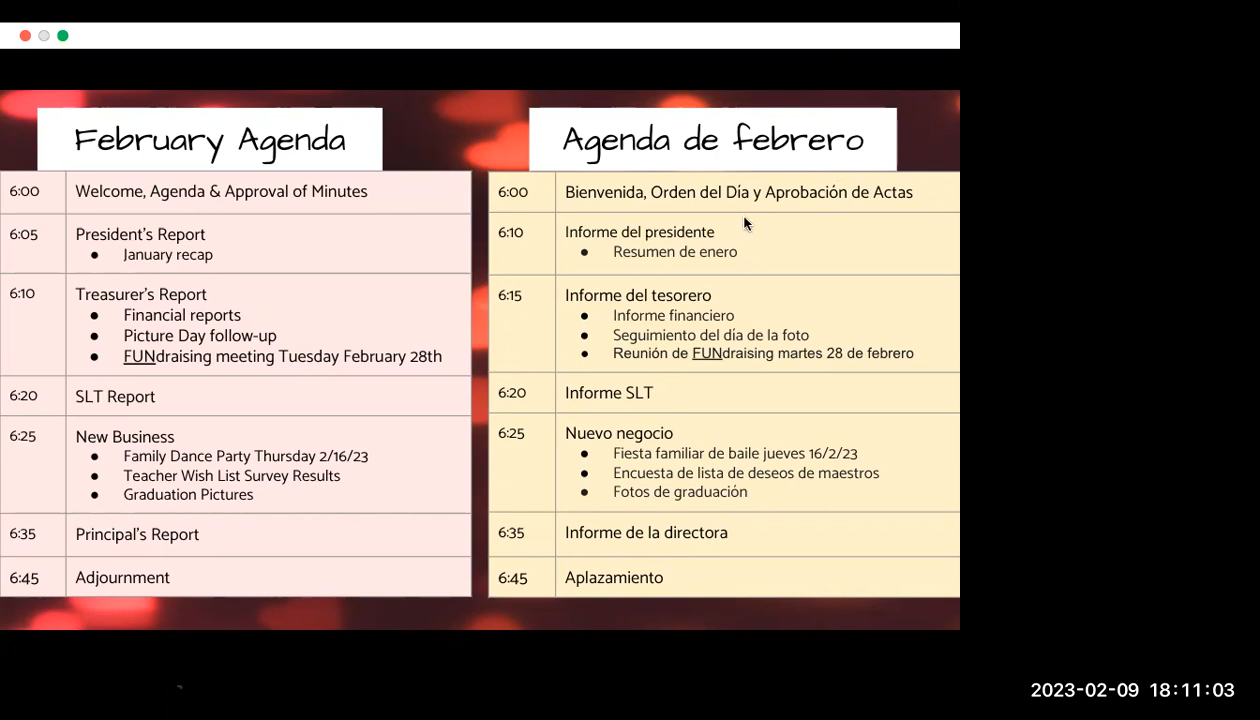 February Agenda
6:00 Welcome, Agenda & Approval of Minutes
6:05 President's Report
● January recap
6:10 Treasurer's Report
● Financial reports
● Picture Day follow-up
● FUNdraising meeting Tuesday February 28th
6:20 SLT Report
6:25 New Business
● Family Dance Party Thursday 2/16/23
● Teacher Wish List Survey Results
● Graduation Pictures
6:35 Principal's Report
6:45 Adjournment
Agenda de febrero
6:00 Bienvenida, Orden del Día y Aprobación de Actas
6:10 Informe del presidente
● Resumen de enero
6:15 Informe del tesorero
● Informe financiero
● Seguimiento del día de la foto
● Reunión de FUNdraising martes 28 de febrero
6:20 Informe SLT
6:25 Nuevo negocio
● Fiesta familiar de baile jueves 16/2/23
● Encuesta de lista de deseos de maestros
● Fotos de graduación
6:35 Informe de la directora
6:45 Aplazamiento
2023-02-09 18:11:03